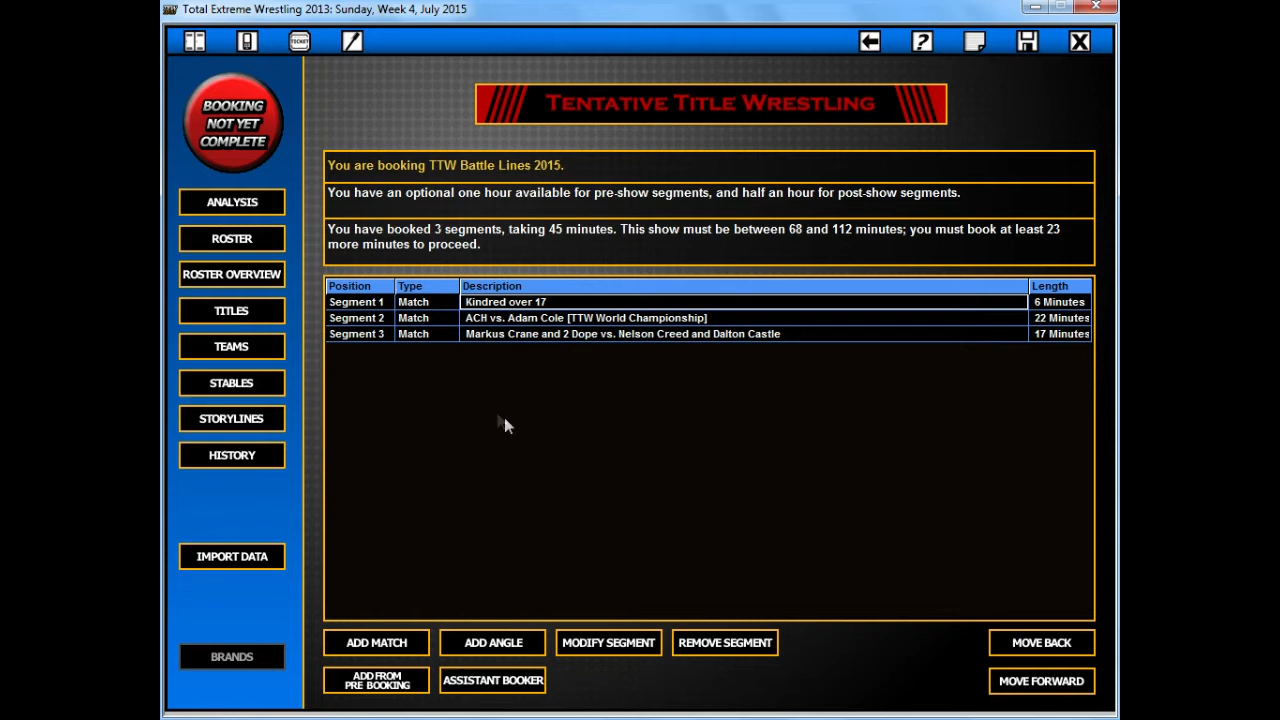 Total Extreme Wrestling 2013: Sunday, Week 4, July 2015
TICKET
?
X
BOOKING
NOT YET
COMPLETE
TENTATIVE TITLE WRESTLING
You are booking TTW Battle Lines 2015.
You have an optional one hour available for pre-show segments, and half an hour for post-show segments.
You have booked 3 segments, taking 45 minutes. This show must be between 68 and 112 minutes; you must book at least 23
more minutes to proceed.
ANALYSIS
ROSTER
ROSTER OVERVIEW
TITLES
TEAMS
STABLES
STORYLINES
HISTORY
IMPORT DATA
BRANDS
Position Type Description Length
Segment 1 Match Kindred over 17 6 Minutes
Segment 2 Match ACH vs. Adam Cole [TTW World Championship] 22 Minutes
Segment 3 Match Markus Crane and 2 Dope vs. Nelson Creed and Dalton Castle 17 Minutes
ADD MATCH ADD ANGLE MODIFY SEGMENT REMOVE SEGMENT MOVE BACK
ADD FROM
PRE BOOKING
ASSISTANT BOOKER MOVE FORWARD